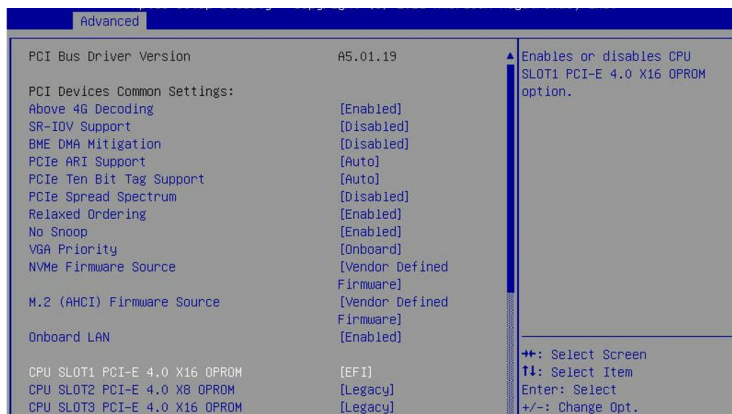 Advanced
PCI Bus Driver Version A5.01.19
PCI Devices Common Settings:
Above 4G Decoding [Enabled]
SR-IOV Support [Disabled]
BME DMA Mitigation [Disabled]
PCIe ARI Support [Auto]
PCIe Ten Bit Tag Support [Auto]
PCIe Spread Spectrum [Disabled]
Relaxed Ordering [Enabled]
No Snoop [Enabled]
VGA Priority [Onboard]
NVMe Firmware Source [Vendor Defined
Firmware]
M.2 (AHCI) Firmware Source [Vendor Defined
Firmware]
Onboard LAN [Enabled]
CPU SLOT1 PCI-E 4.0 X16 OPROM [EFI]
CPU SLOT2 PCI-E 4.0 X8 OPROM [Legacy]
CPU SLOT3 PCI-E 4.0 X16 OPROM [Legacy]
Enables or disables CPU
SLOT1 PCI-E 4.0 X16 OPROM
option.
→←: Select Screen
↑↓: Select Item
Enter: Select
+/-: Change Opt.